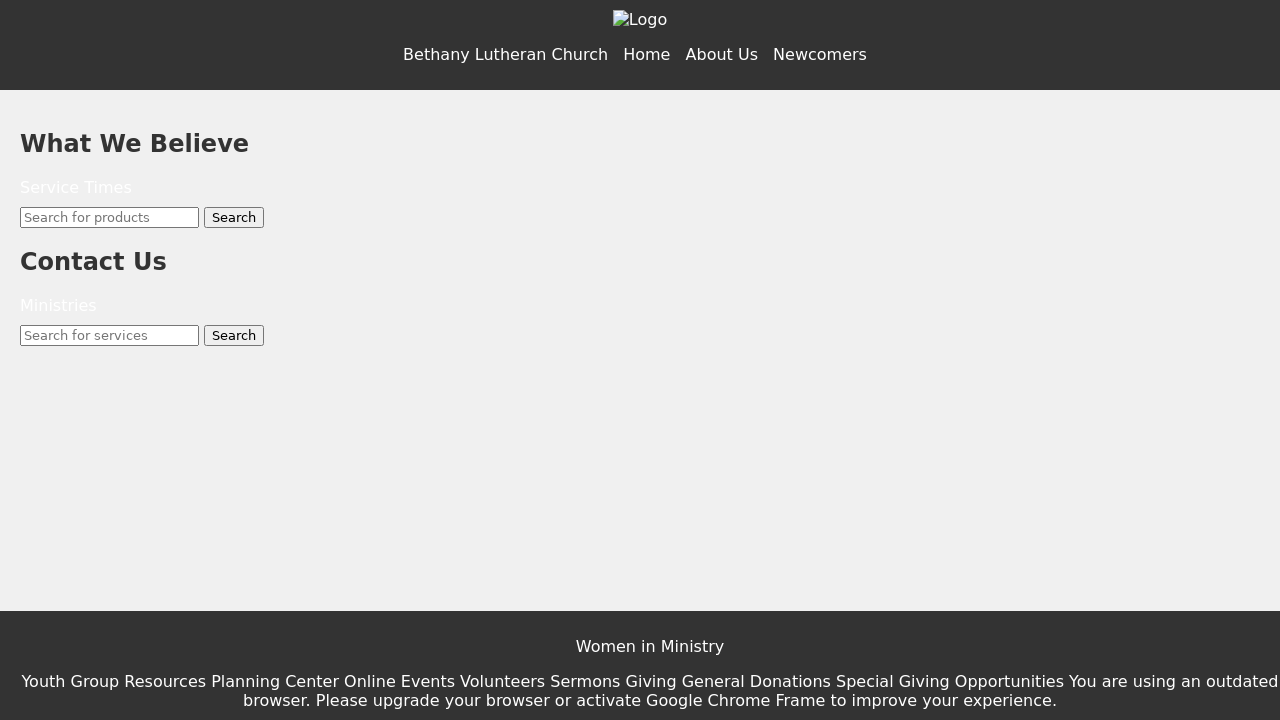 Logo
Bethany Lutheran Church Home About Us Newcomers
What We Believe
Service Times
Search for products Search
Contact Us
Ministries
Search for services Search
Women in Ministry
Youth Group Resources Planning Center Online Events Volunteers Sermons Giving General Donations Special Giving Opportunities You are using an outdated
browser. Please upgrade your browser or activate Google Chrome Frame to improve your experience.